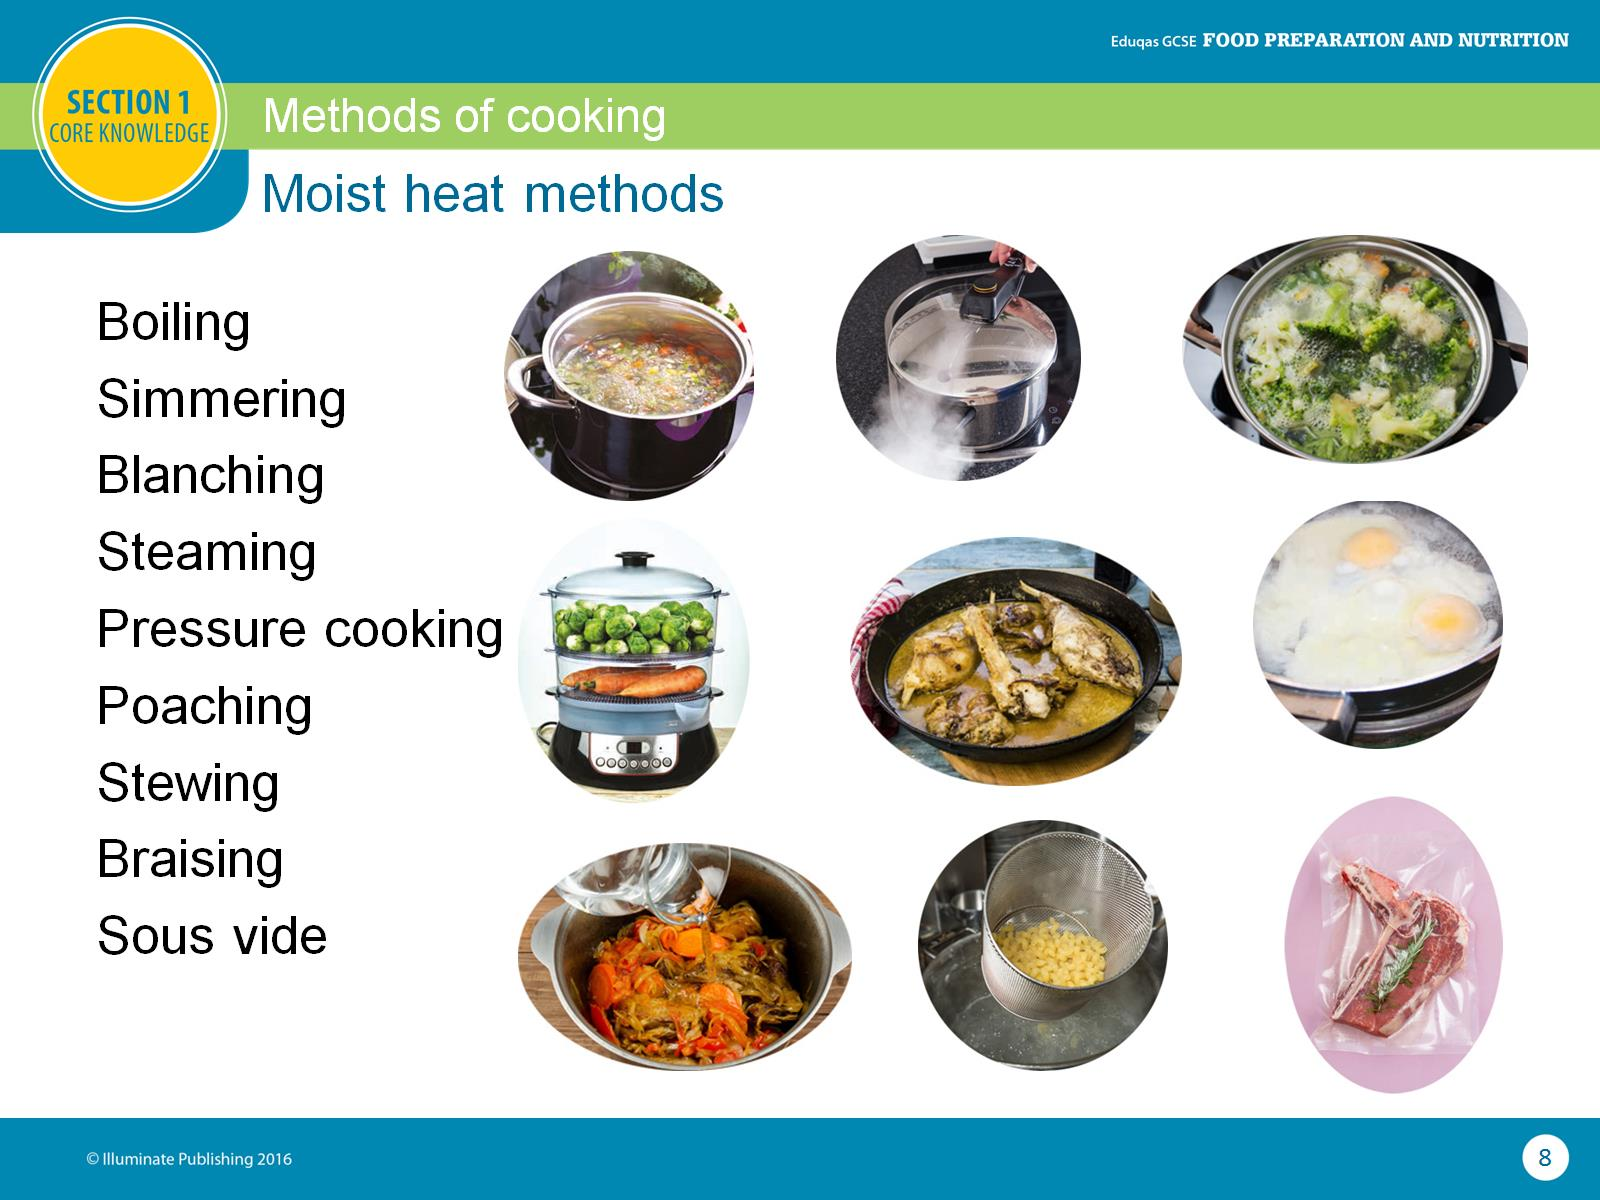 Eduqas GCSE FOOD PREPARATION AND NUTRITION
SECTION 1
CORE KNOWLEDGE
Methods of cooking
Moist heat methods
Boiling
Simmering
Blanching
Steaming
Pressure cooking
Poaching
Stewing
Braising
Sous vide
© Illuminate Publishing 2016
8